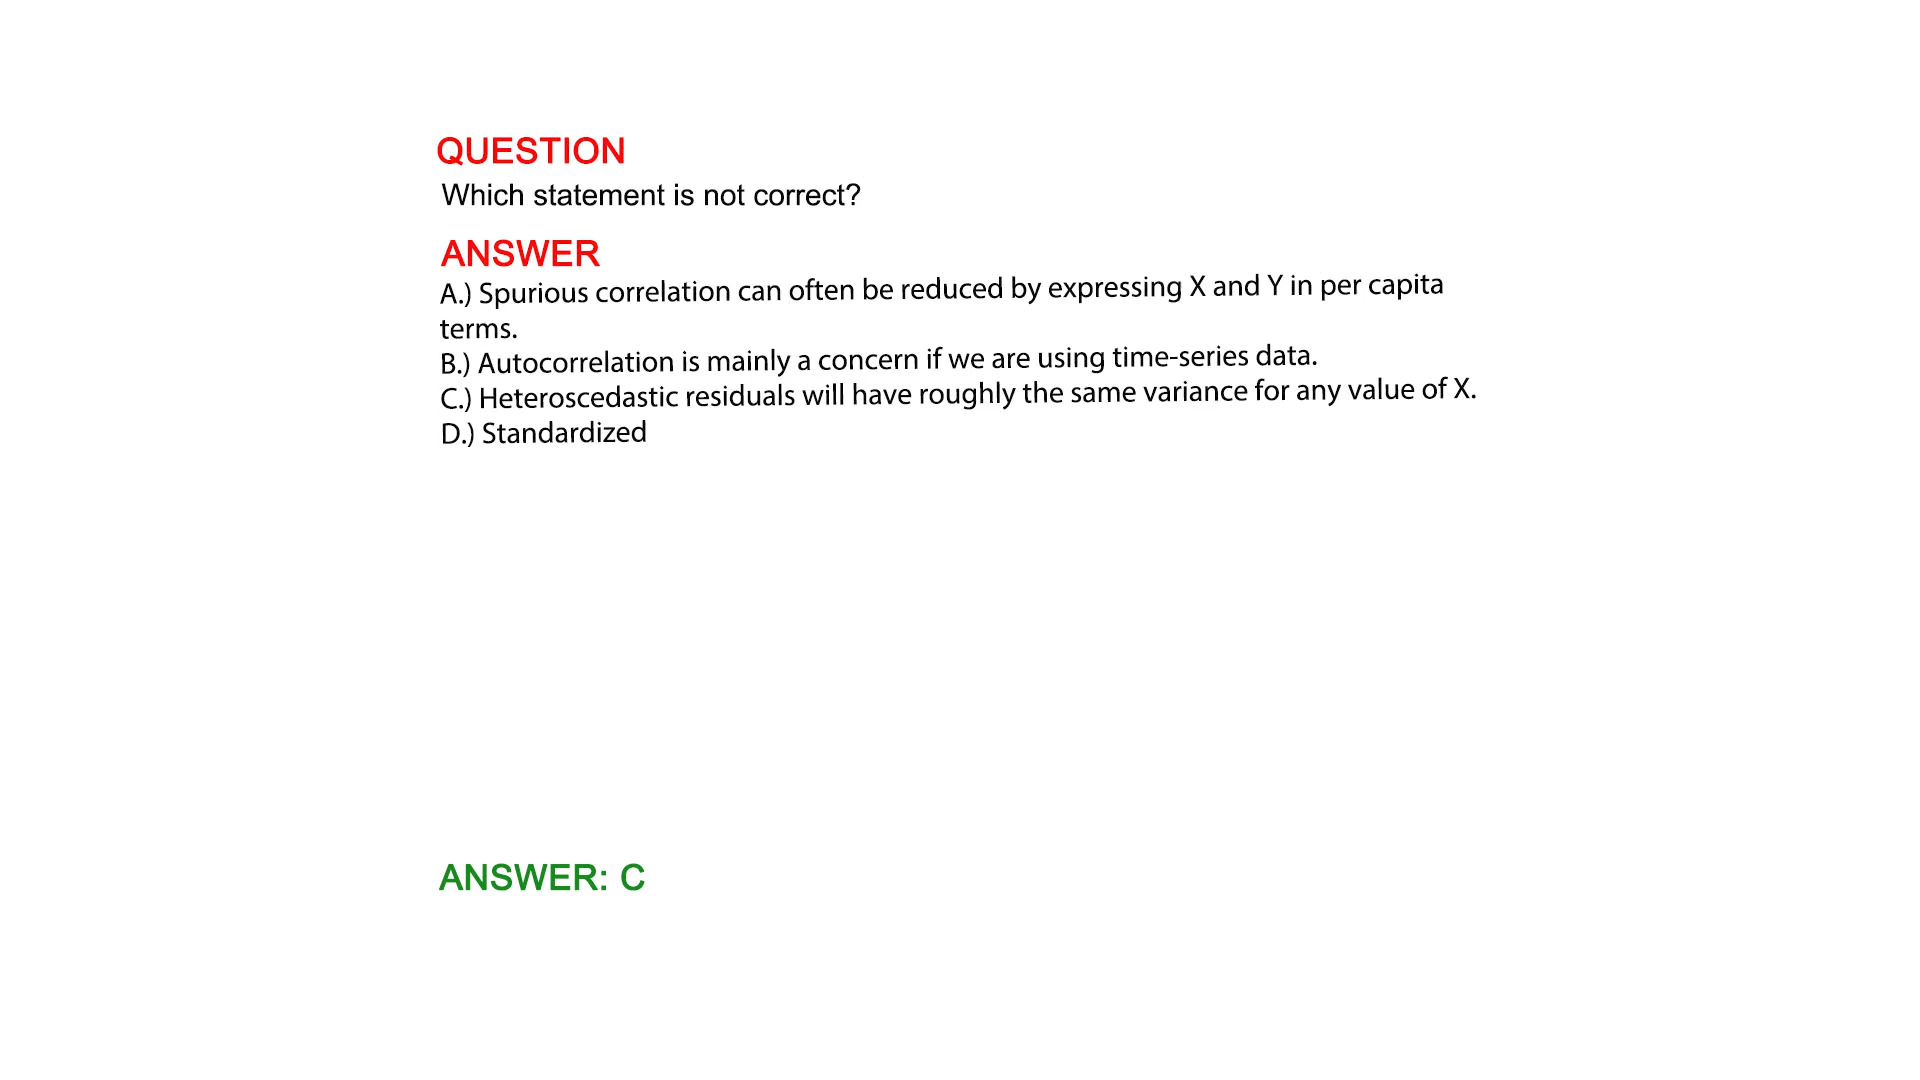 QUESTION
Which statement is not correct?
ANSWER
A.) Spurious correlation can often be reduced by expressing X and Y in per capita
terms.
B.) Autocorrelation is mainly a concern if we are using time-series data.
C.) Heteroscedastic residuals will have roughly the same variance for any value of X.
D.) Standardized
ANSWER: C